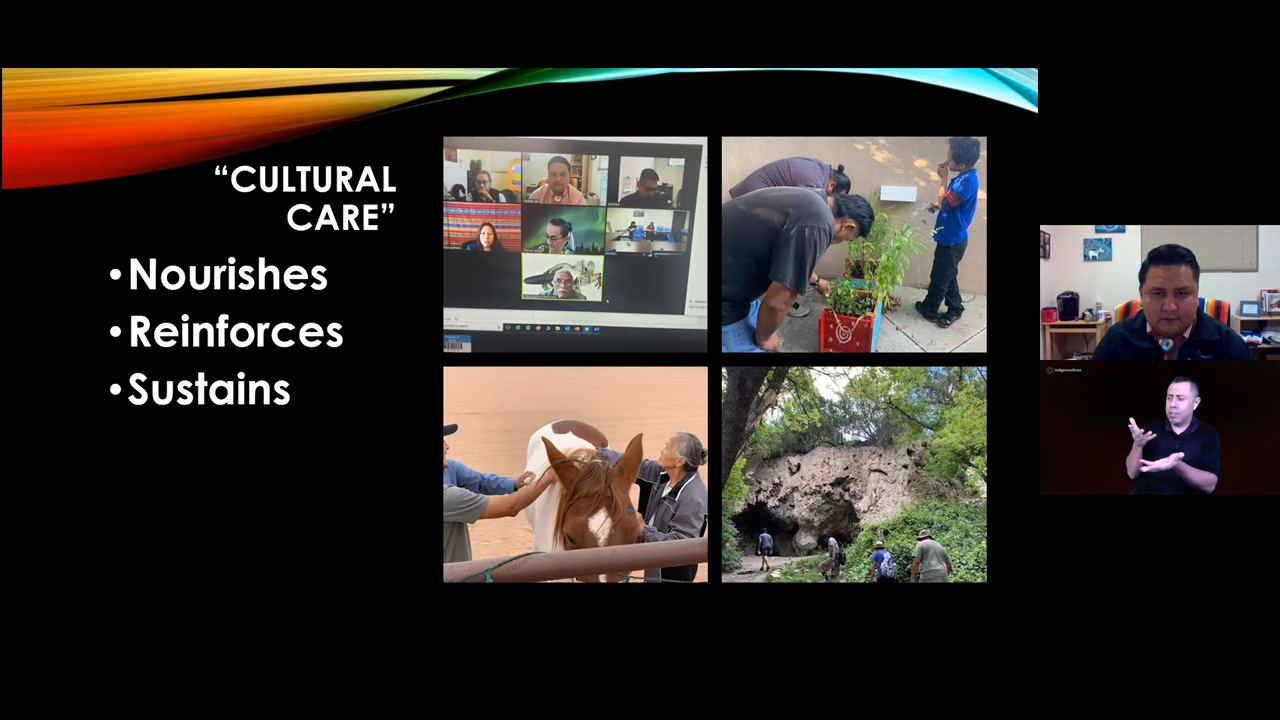 “CULTURAL
CARE”
• Nourishes
• Reinforces
• Sustains